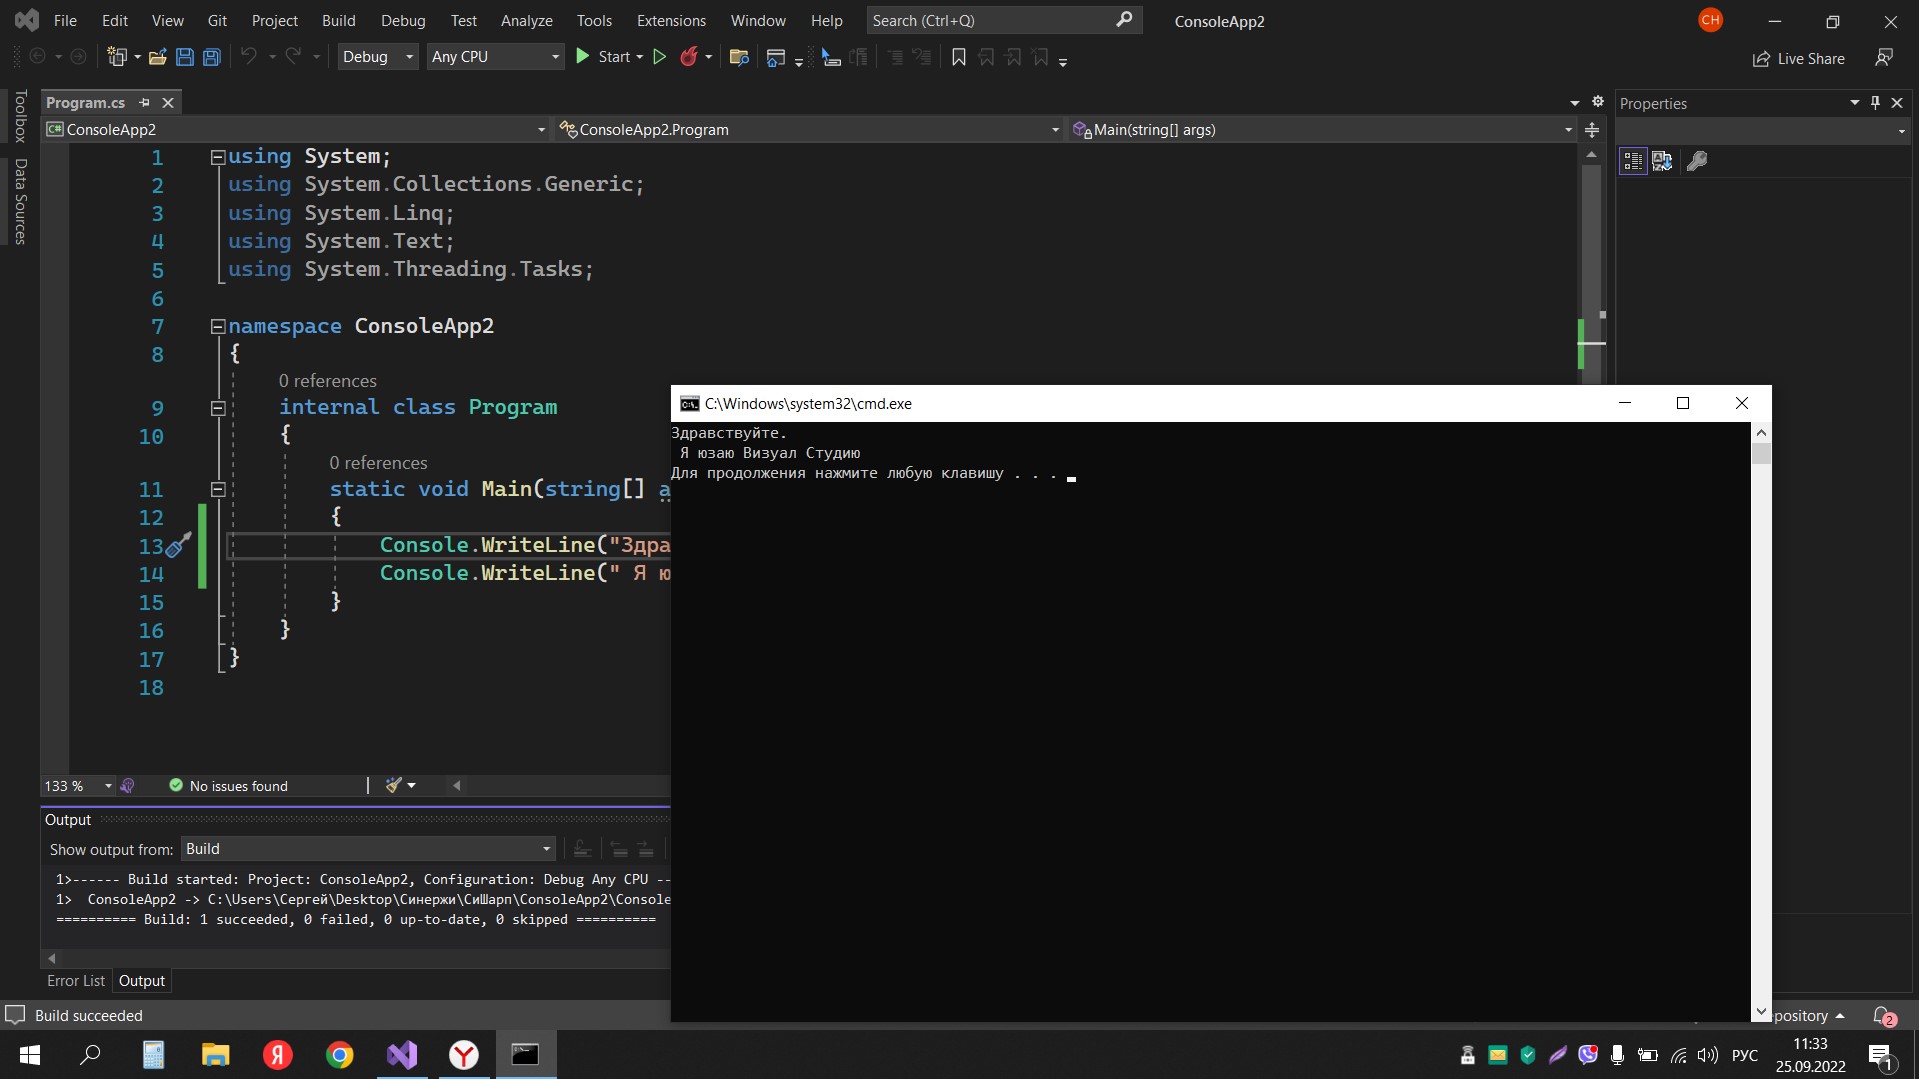 File Edit View Git Project Build Debug Test Analyze Tools Extensions Window Help Search (Ctrl+Q) ConsoleApp2 CH
Debug Any CPU Start Live Share
Toolbox
Data Sources
Program.cs
ConsoleApp2 ConsoleApp2.Program Main(string[] args)
1 using System;
2 using System.Collections.Generic;
3 using System.Linq;
4 using System.Text;
5 using System.Threading.Tasks;
6
7 namespace ConsoleApp2
8 {
0 references
9 internal class Program
10 {
0 references
11 static void Main(string[] a
12 {
13 Console.WriteLine("Здра
14 Console.WriteLine(" Я ю
15 }
16 }
17 }
18
133 % No issues found
Output
Show output from: Build
1>------ Build started: Project: ConsoleApp2, Configuration: Debug Any CPU --
1> ConsoleApp2 -> C:\Users\Сергей\Desktop\Синержи\СиШарп\ConsoleApp2\Console
========== Build: 1 succeeded, 0 failed, 0 up-to-date, 0 skipped ==========
Error List Output
Build succeeded
Properties
C:\Windows\system32\cmd.exe
Здравствуйте.
Я юзаю Визуал Студию
Для продолжения нажмите любую клавишу . . .
pository 2
РУС 11:33
25.09.2022 1